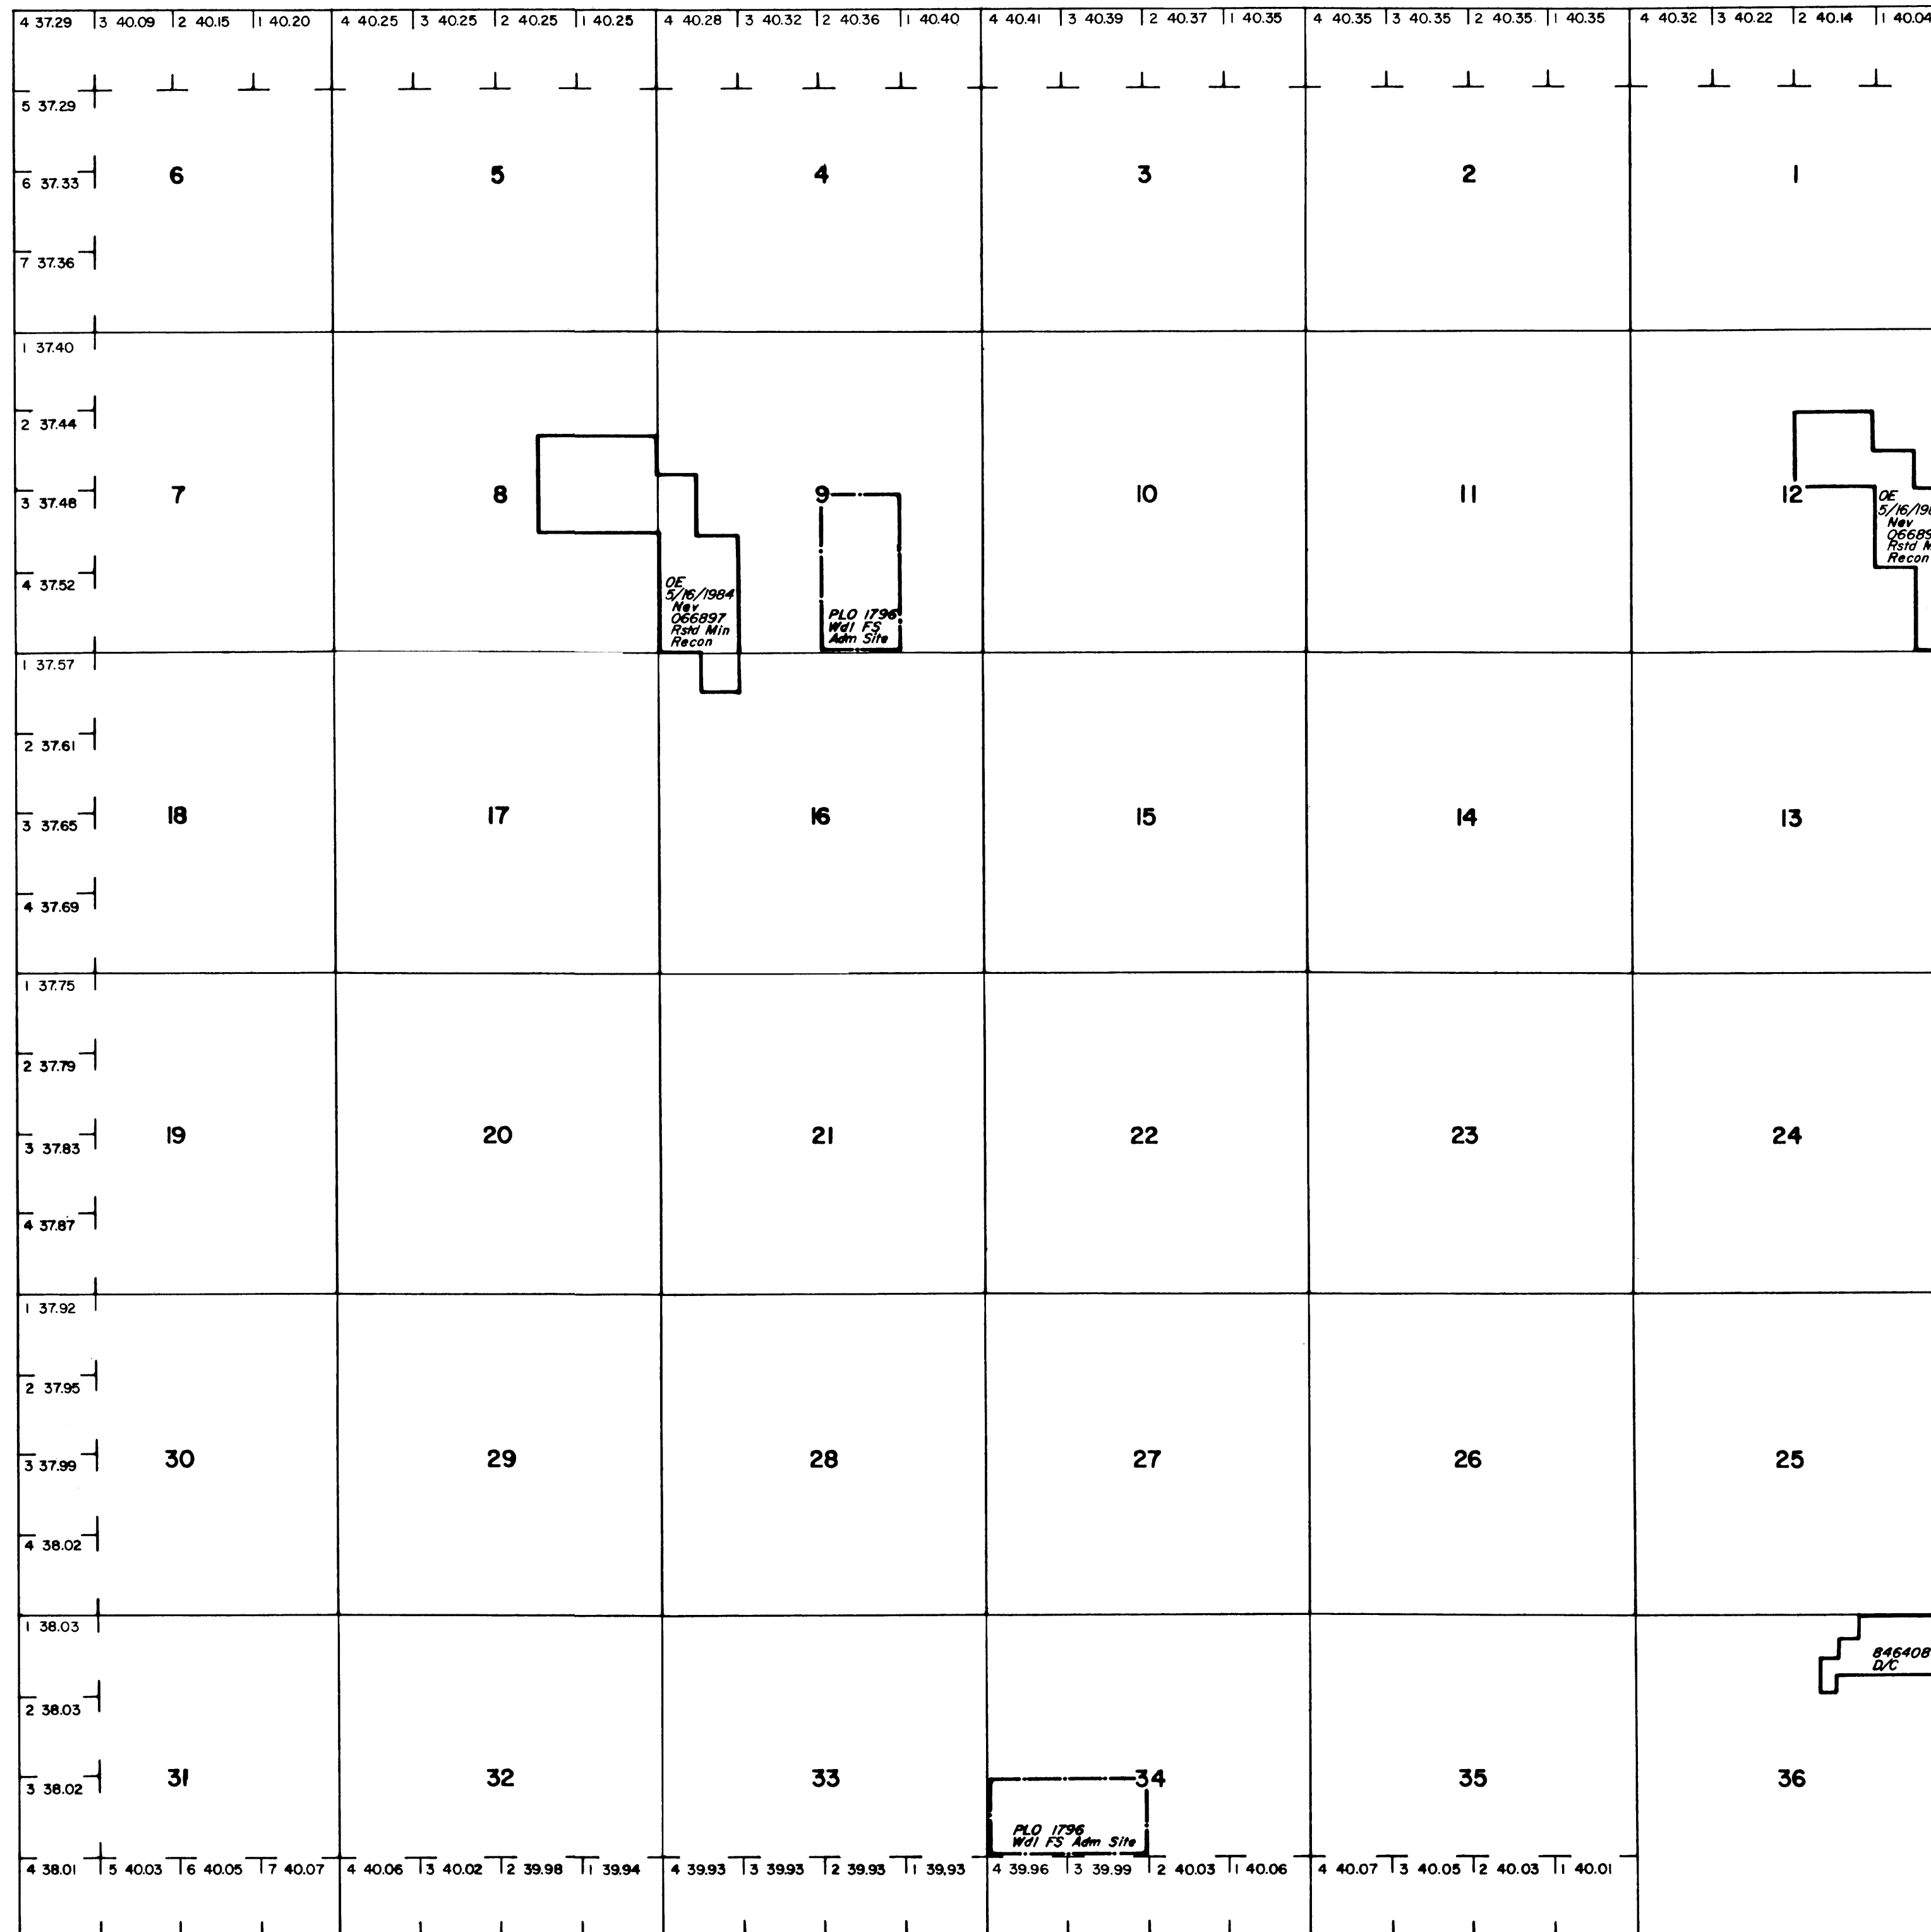 4 37.29 3 40.09 2 40.15 1 40.20 4 40.25 3 40.25 2 40.25 1 40.25 4 40.28 3 40.32 2 40.36 1 40.40 4 40.41 3 40.39 2 40.37 1 40.35 4 40.35 3 40.35 2 40.35 1 40.35 4 40.32 3 40.22 2 40.14 1 40.04
5 37.29
6 37.33 6 5 4 3 2 1
7 37.36
1 37.40
2 37.44
3 37.48 7 8 9 10 11 12
OE
5/16/198
Nev
06689
Rstd M
Recon
4 37.52
OE
5/16/1984
Nev
066897
Rstd Min
Recon
PLO 1796
Wdl FS
Adm Site
1 37.57
2 37.61
3 37.65 18 17 16 15 14 13
4 37.69
1 37.75
2 37.79
3 37.83 19 20 21 22 23 24
4 37.87
1 37.92
2 37.95
3 37.99 30 29 28 27 26 25
4 38.02
1 38.03
846408
D/C
2 38.03
3 38.02 31 32 33 34 35 36
PLO 1796
Wdl FS Adm Site
4 38.01 5 40.03 6 40.05 7 40.07 4 40.06 3 40.02 2 39.98 1 39.94 4 39.93 3 39.93 2 39.93 1 39,93 4 39.96 3 39.99 2 40.03 1 40.06 4 40.07 3 40.05 2 40.03 1 40.01